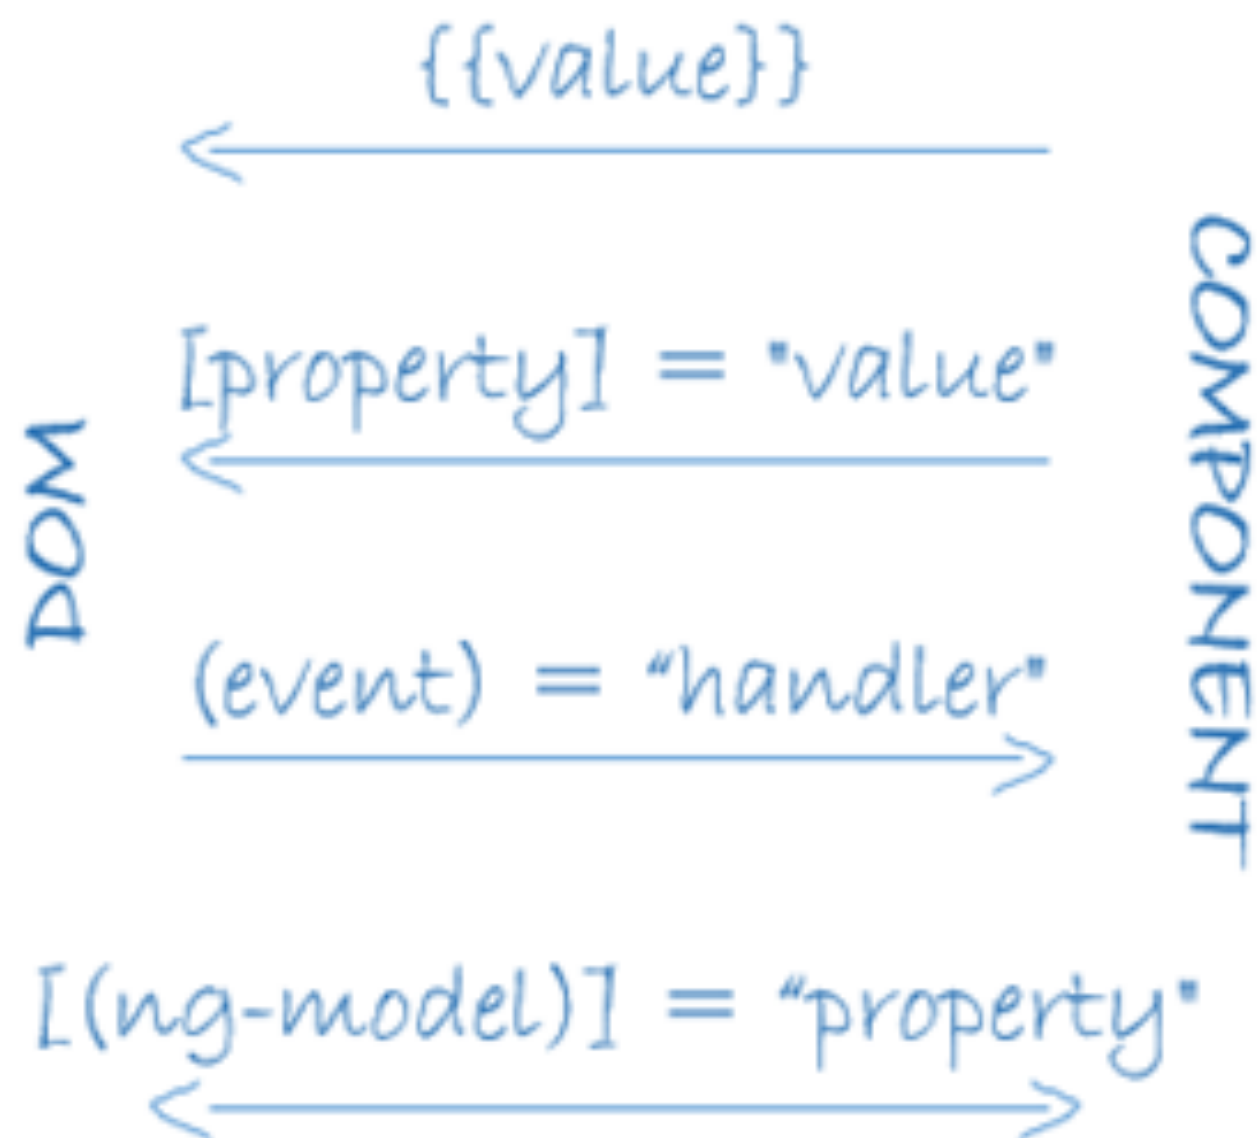 {{value}}
[property] = "value"
DOM
COMPONENT
(event) = “handler"
[(ng-model)] = “property"